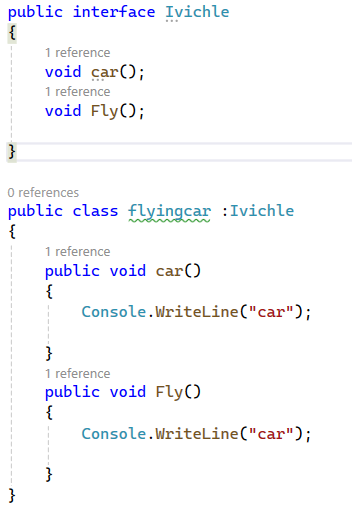 public interface Ivichle
{
1 reference
void car();
1 reference
void Fly();
}
0 references
public class flyingcar :Ivichle
{
1 reference
public void car()
{
Console.WriteLine("car");
}
1 reference
public void Fly()
{
Console.WriteLine("car");
}
}